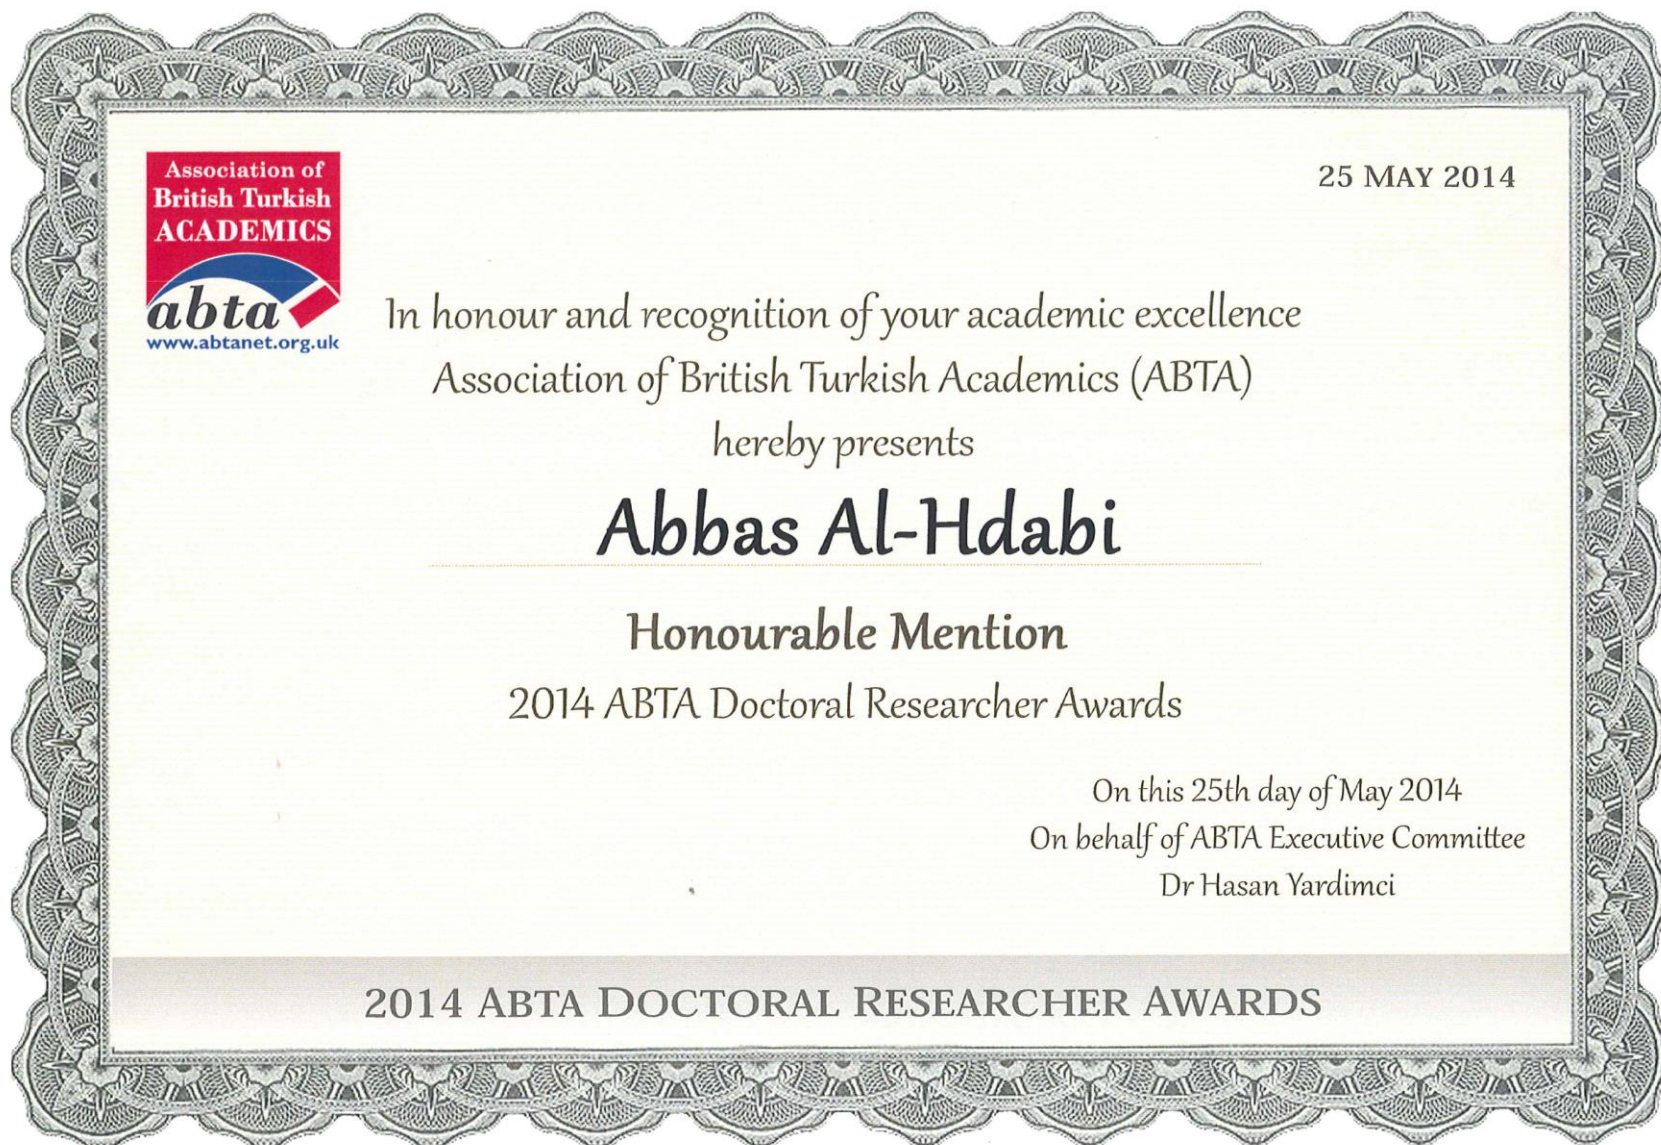 Association of
British Turkish
ACADEMICS
abta
www.abtanet.org.uk
25 MAY 2014
In honour and recognition of your academic excellence
Association of British Turkish Academics (ABTA)
hereby presents
Abbas Al-Hdabi
Honourable Mention
2014 ABTA Doctoral Researcher Awards
On this 25th day of May 2014
On behalf of ABTA Executive Committee
Dr Hasan Yardimci
2014 ABTA DOCTORAL RESEARCHER AWARDS